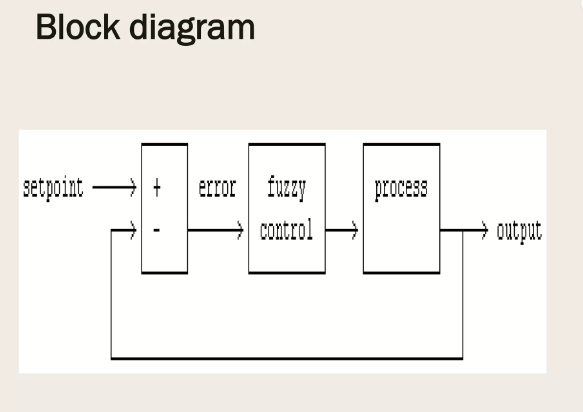 Block diagram
setpoint
+
-
error
fuzzy
control
process
output